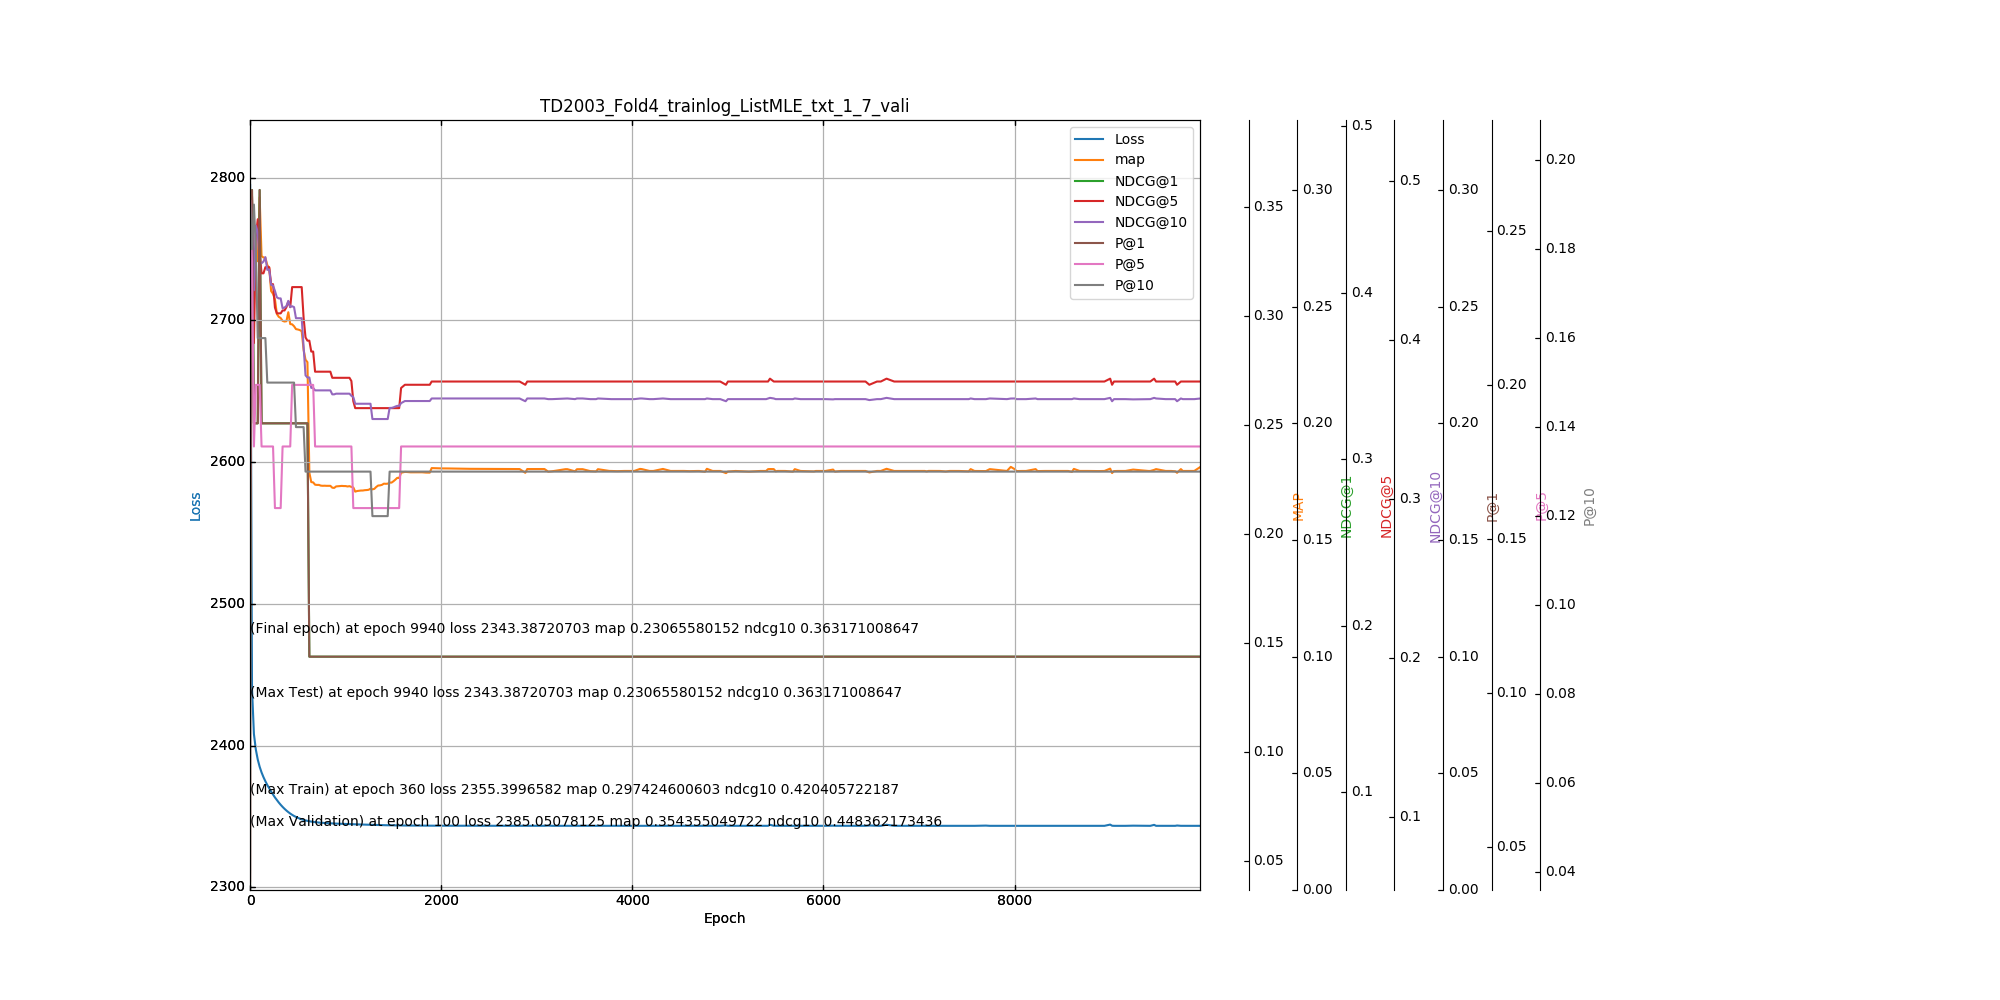 TD2003_Fold4_trainlog_ListMLE_txt_1_7_vali
Loss
map
NDCG@1
NDCG@5
NDCG@10
P@1
P@5
P@10
2800
2700
2600
2500
2400
2300
Loss
(Final epoch) at epoch 9940 loss 2343.38720703 map 0.23065580152 ndcg10 0.363171008647
(Max Test) at epoch 9940 loss 2343.38720703 map 0.23065580152 ndcg10 0.363171008647
(Max Train) at epoch 360 loss 2355.3996582 map 0.297424600603 ndcg10 0.420405722187
(Max Validation) at epoch 100 loss 2385.05078125 map 0.354355049722 ndcg10 0.448362173436
0 2000 4000 6000 8000
Epoch
0.35
0.30
0.25
0.20
0.15
0.10
0.05
MAP
0.30
0.25
0.20
0.15
0.10
0.05
0.00
NDCG@1
0.5
0.4
0.3
0.2
0.1
NDCG@5
0.5
0.4
0.3
0.2
0.1
NDCG@10
0.30
0.25
0.20
0.15
0.10
0.05
0.00
P@1
0.25
0.20
0.15
0.10
0.05
P@5
0.20
0.18
0.16
0.14
0.12
0.10
0.08
0.06
0.04
P@10